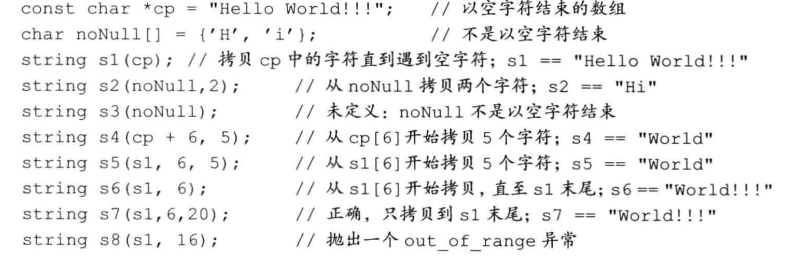 const char *cp = "Hello World!!!"; // 以空字符结束的数组
char noNull[] = {'H', 'i'}; // 不是以空字符结束
string s1(cp); // 拷贝 cp 中的字符直到遇到空字符; s1 == "Hello World!!!"
string s2(noNull,2); // 从 noNull 拷贝两个字符; s2 == "Hi"
string s3(noNull); // 未定义: noNull 不是以空字符结束
string s4(cp + 6, 5); // 从 cp[6]开始拷贝 5 个字符; s4 == "World"
string s5(s1, 6, 5); // 从 s1[6]开始拷贝 5 个字符; s5 == "World"
string s6(s1, 6); // 从 s1[6]开始拷贝, 直至 s1 末尾; s6 == "World!!!"
string s7(s1,6,20); // 正确, 只拷贝到 s1 末尾; s7 == "World!!!"
string s8(s1, 16); // 抛出一个 out_of_range 异常